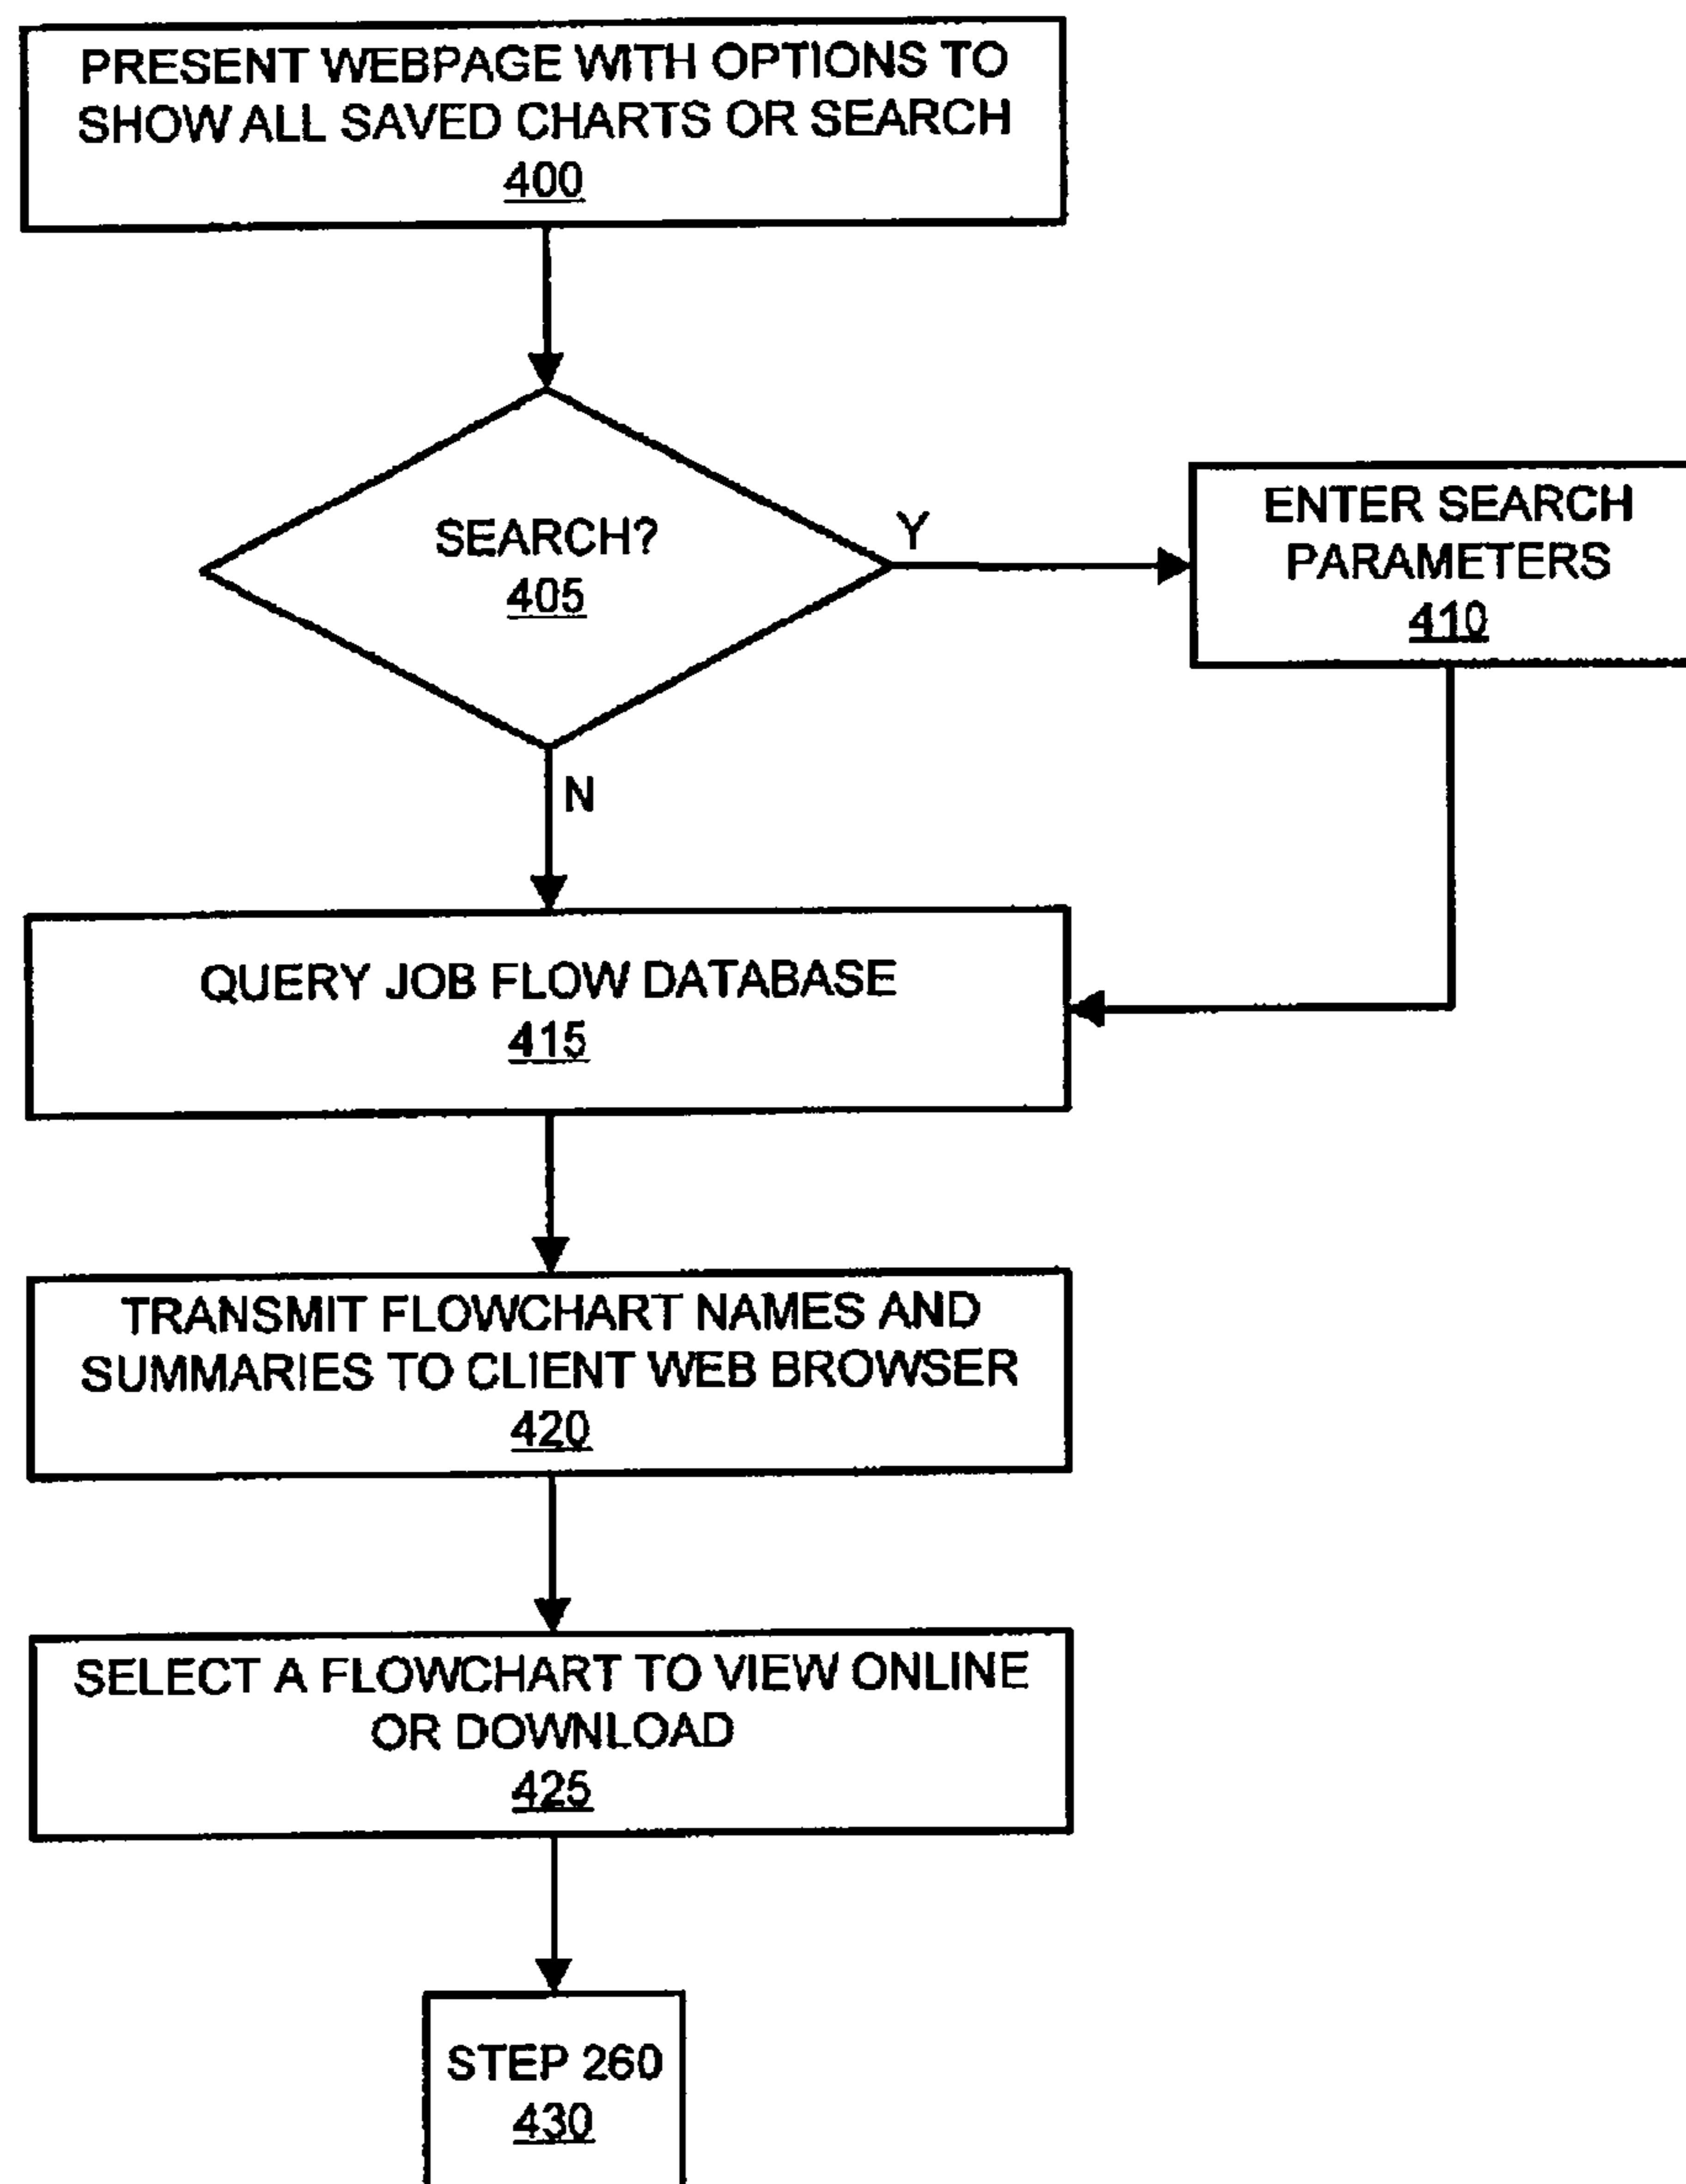 PRESENT WEBPAGE WITH OPTIONS TO
SHOW ALL SAVED CHARTS OR SEARCH
400
SEARCH?
405
Y
ENTER SEARCH
PARAMETERS
410
N
QUERY JOB FLOW DATABASE
415
TRANSMIT FLOWCHART NAMES AND
SUMMARIES TO CLIENT WEB BROWSER
420
SELECT A FLOWCHART TO VIEW ONLINE
OR DOWNLOAD
425
STEP 260
430